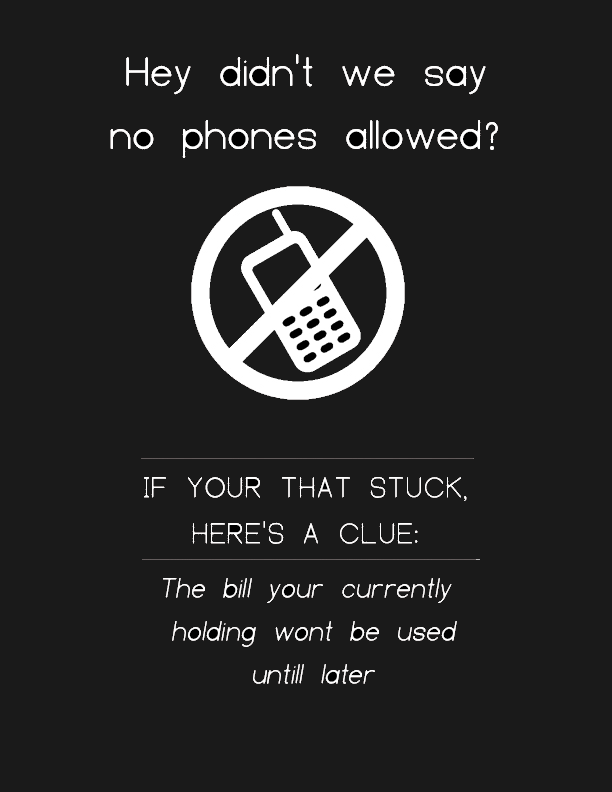 Hey didn't we say
no phones allowed?
IF YOUR THAT STUCK,
HERE'S A CLUE:
The bill your currently
holding wont be used
untill later